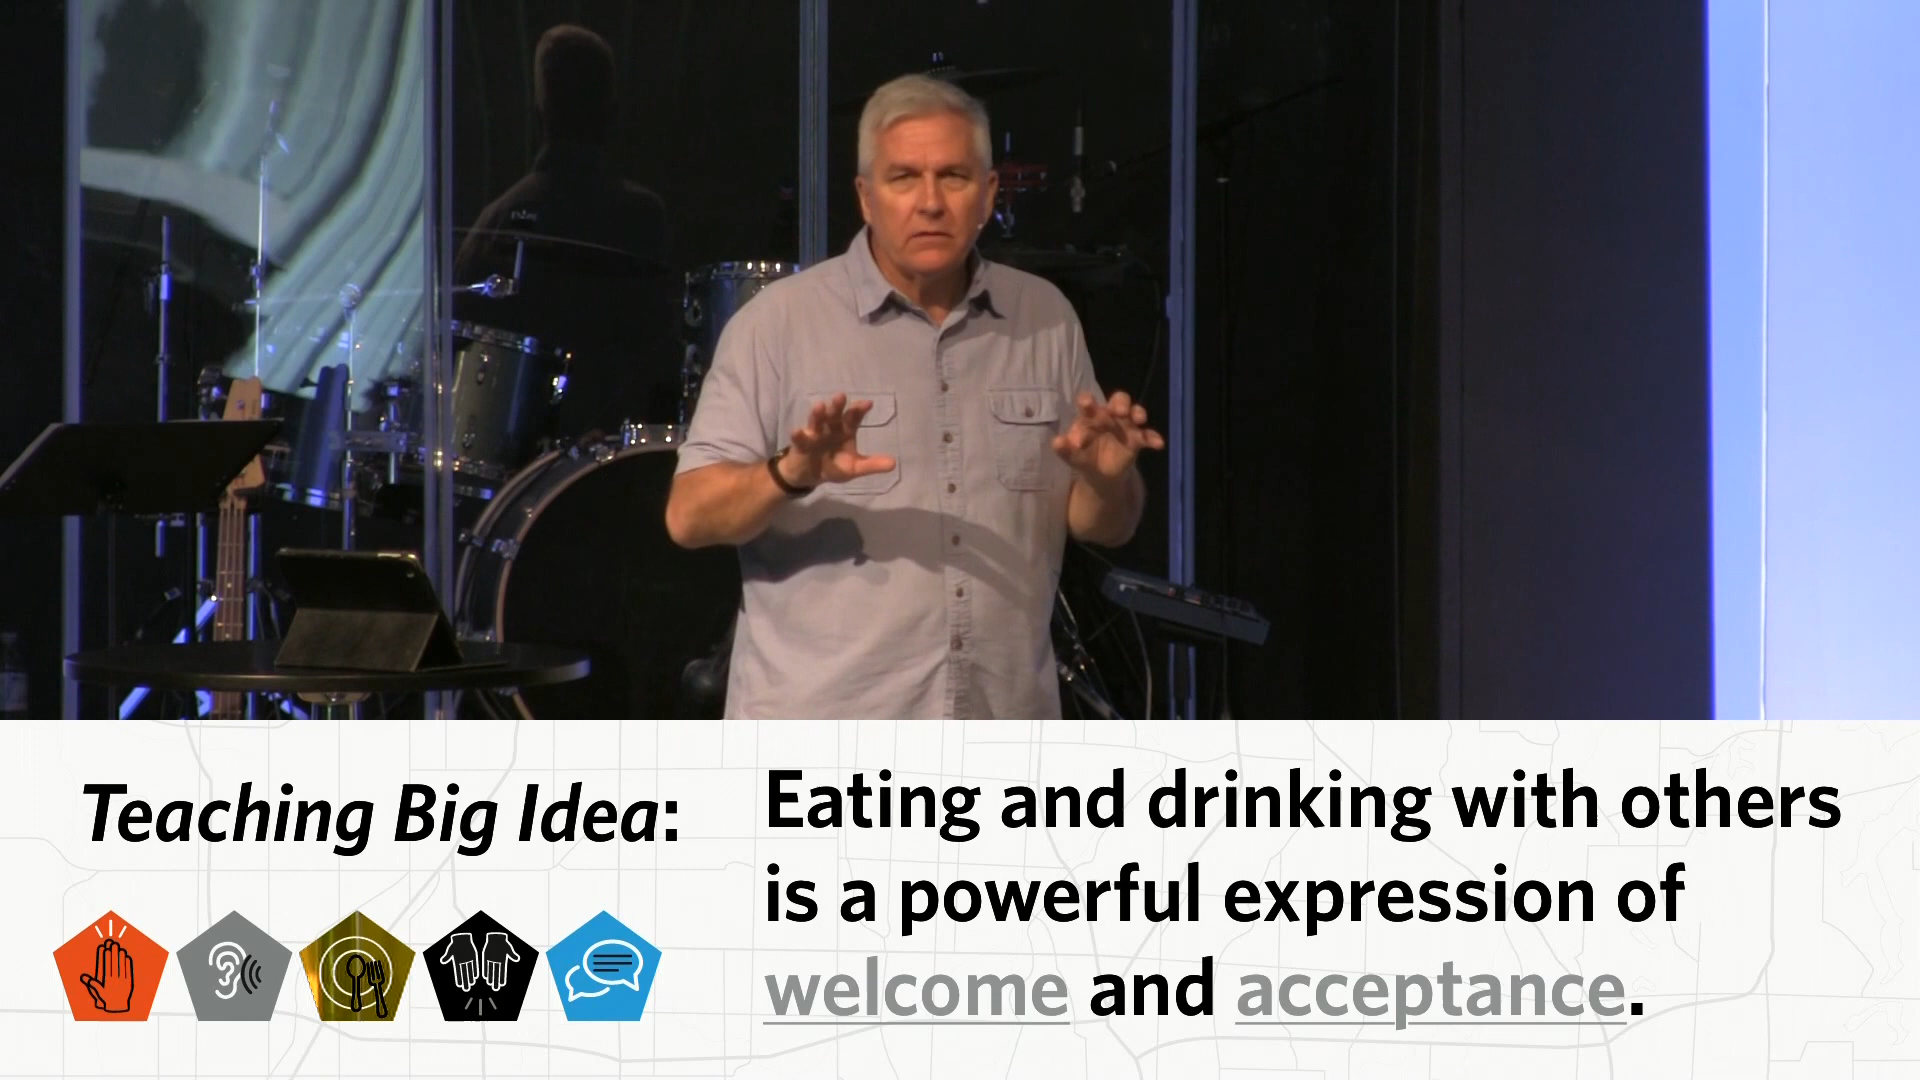 Teaching Big Idea:
Eating and drinking with others
is a powerful expression of
welcome and acceptance.